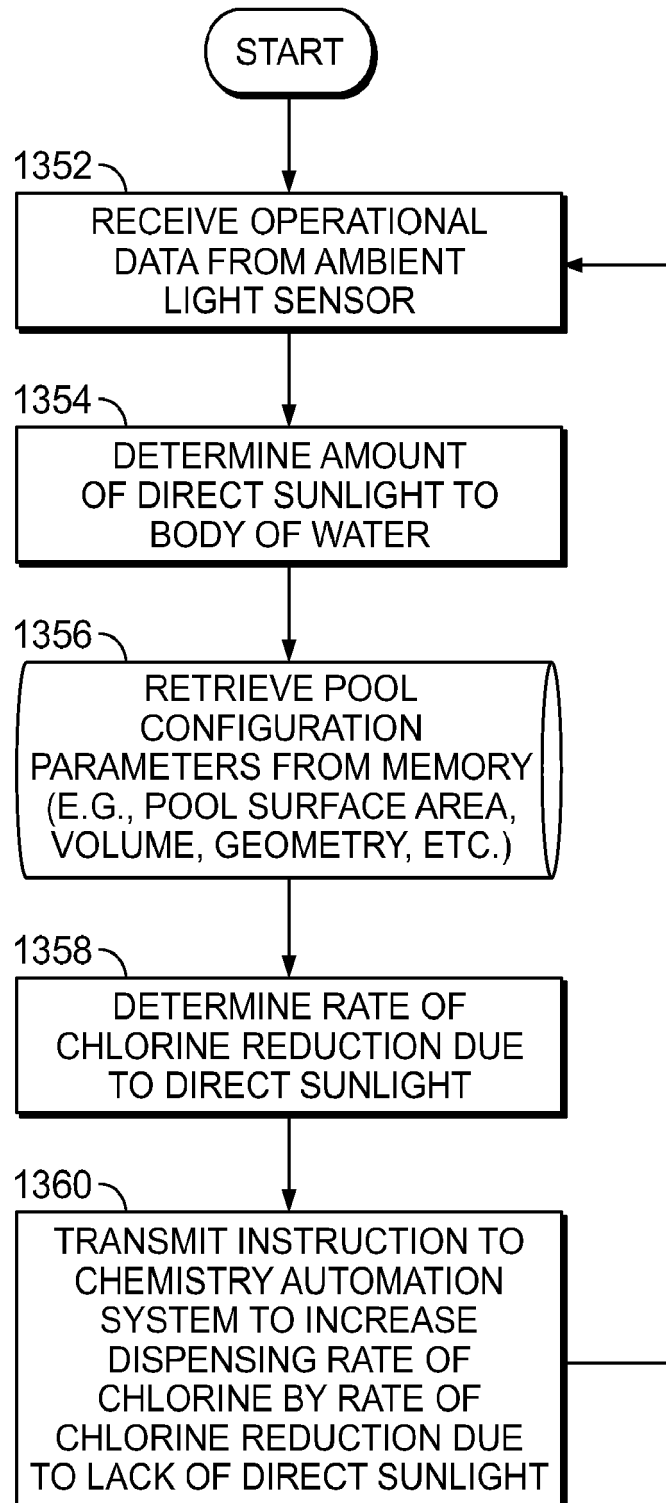 START
1352
RECEIVE OPERATIONAL
DATA FROM AMBIENT
LIGHT SENSOR
1354
DETERMINE AMOUNT
OF DIRECT SUNLIGHT TO
BODY OF WATER
1356
RETRIEVE POOL
CONFIGURATION
PARAMETERS FROM MEMORY
(E.G., POOL SURFACE AREA,
VOLUME, GEOMETRY, ETC.)
1358
DETERMINE RATE OF
CHLORINE REDUCTION DUE
TO DIRECT SUNLIGHT
1360
TRANSMIT INSTRUCTION TO
CHEMISTRY AUTOMATION
SYSTEM TO INCREASE
DISPENSING RATE OF
CHLORINE BY RATE OF
CHLORINE REDUCTION DUE
TO LACK OF DIRECT SUNLIGHT